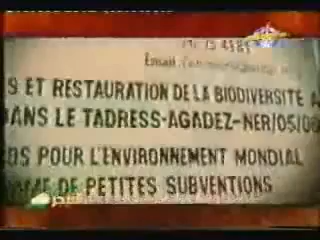 S ET RESTAURATION DE LA BIODIVERSITE A
DANS LE TADRESS-AGADEZ-NER/05/00
DS POUR L'ENVIRONNEMENT MONDIAL
MME DE PETITES SUBVENTIONS